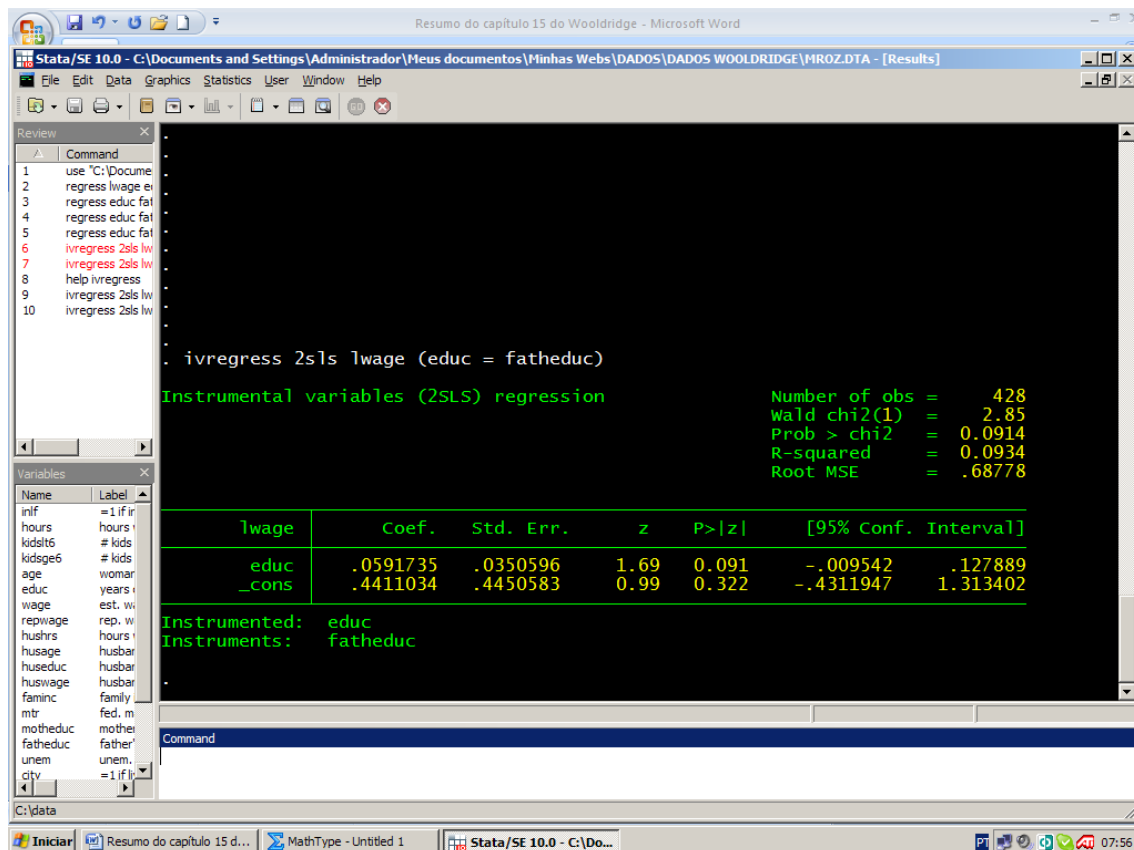 Resumo do capítulo 15 do Wooldridge - Microsoft Word
Stata/SE 10.0 - C:\Documents and Settings\Administrador\Meus documentos\Minhas Webs\DADOS\DADOS WOOLDRIDGE\MROZ.DTA - [Results]
File Edit Data Graphics Statistics User Window Help
Review
Command
1 use "C:\Docume
2 regress lwage e
3 regress educ fat
4 regress educ fat
5 regress educ fat
6 ivregress 2sls lw
7 ivregress 2sls lw
8 help ivregress
9 ivregress 2sls lw
10 ivregress 2sls lw
Variables
Name Label
inlf =1 if ir
hours hours
kidslt6 # kids
kidsge6 # kids
age womar
educ years
wage est. w
repwage rep. w
hushrs hours
husage husbar
huseduc husbar
huswage husbar
faminc family
mtr fed. m
motheduc mothe
fatheduc father'
unem unem.
city =1 if li
. ivregress 2sls lwage (educ = fatheduc)
Instrumental variables (2SLS) regression Number of obs = 428
Wald chi2(1) = 2.85
Prob > chi2 = 0.0914
R-squared = 0.0934
Root MSE = .68778
lwage Coef. Std. Err. z P>|z| [95% Conf. Interval]
educ .0591735 .0350596 1.69 0.091 -.009542 .127889
_cons .4411034 .4450583 0.99 0.322 -.4311947 1.313402
Instrumented: educ
Instruments: fatheduc
.
Command
C:\data
Iniciar Resumo do capítulo 15 d... MathType - Untitled 1 Stata/SE 10.0 - C:\Do... PT 07:56